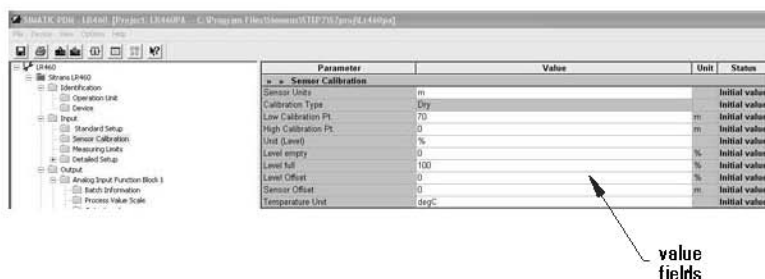 SIMATIC PDM - LR460 [Project: LR460PA -- C:\Program Files\Siemens\STEP7\S7proj\Lr460pa]
File Device View Options Help
LR460
Sitrans LR460
Identification
Operation Unit
Device
Input
Standard Setup
Sensor Calibration
Measuring Limits
Detailed Setup
Output
Analog Input Function Block 1
Batch Information
Process Value Scale
Parameter Value Unit Status
» » Sensor Calibration
Sensor Units m Initial value
Calibration Type Dry Initial value
Low Calibration Pt. 70 m Initial value
High Calibration Pt. 0 m Initial value
Unit (Level) % Initial value
Level empty 0 % Initial value
Level full 100 % Initial value
Level Offset 0 % Initial value
Sensor Offset 0 m Initial value
Temperature Unit degC Initial value
value
fields